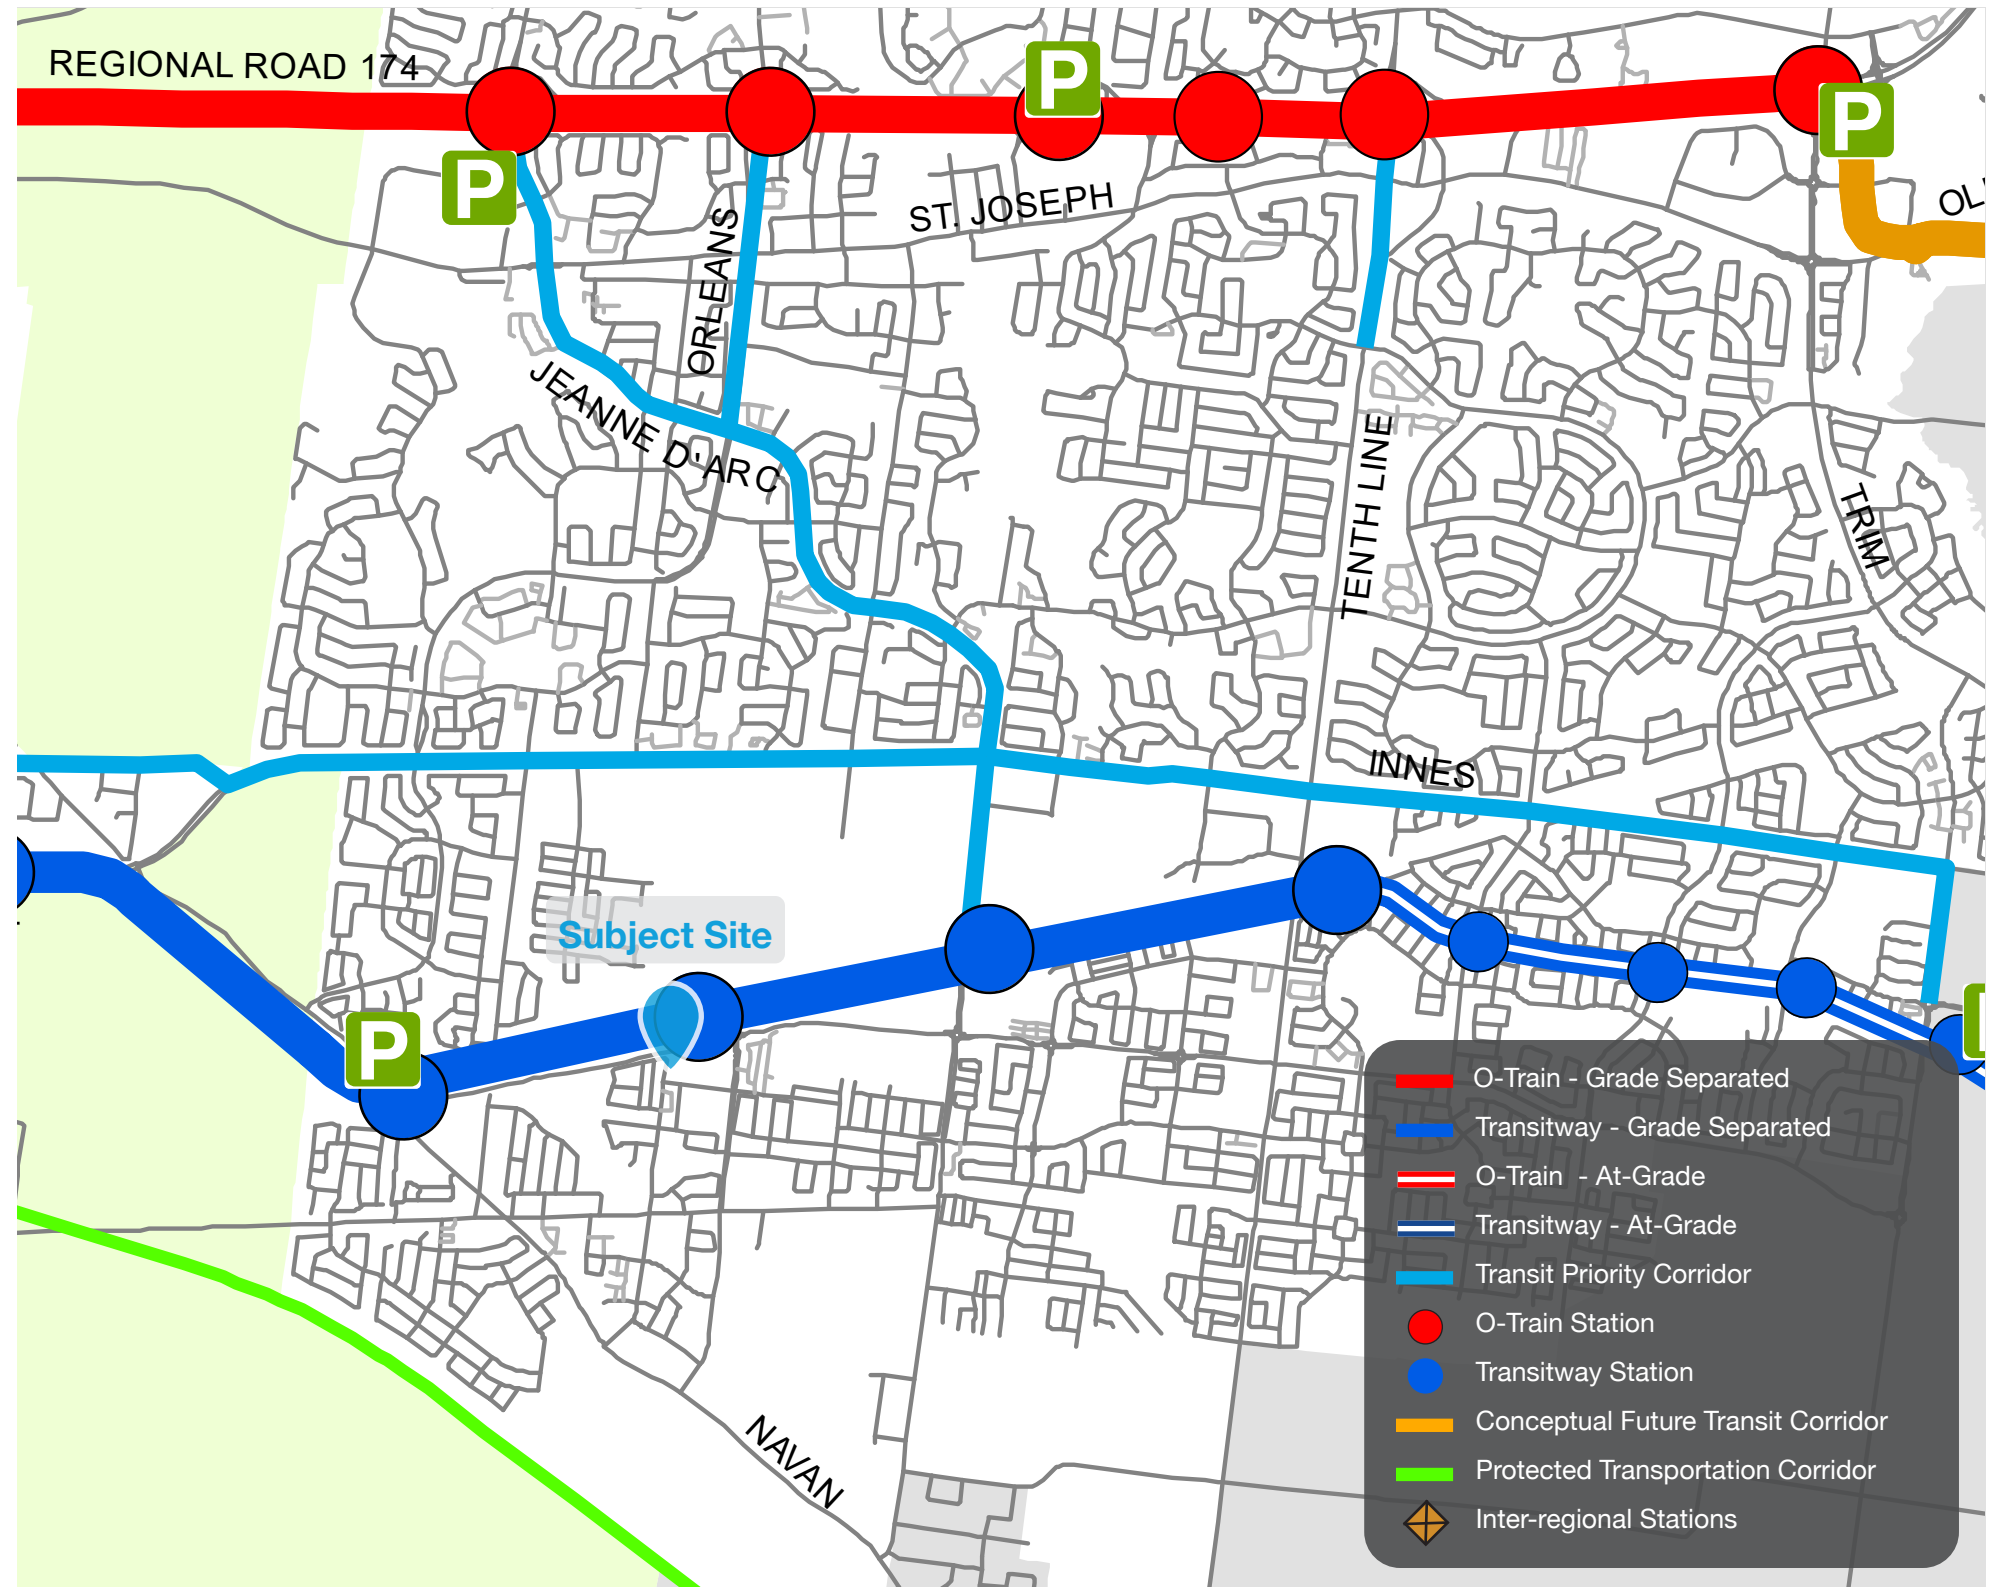 REGIONAL ROAD 174
P
P
P
OL
ST. JOSEPH
ORLEANS
JEANNE D'ARC
TENTH LINE
TRIM
INNES
Subject Site
P
NAVAN
O-Train - Grade Separated
Transitway - Grade Separated
O-Train - At-Grade
Transitway - At-Grade
Transit Priority Corridor
O-Train Station
Transitway Station
Conceptual Future Transit Corridor
Protected Transportation Corridor
Inter-regional Stations